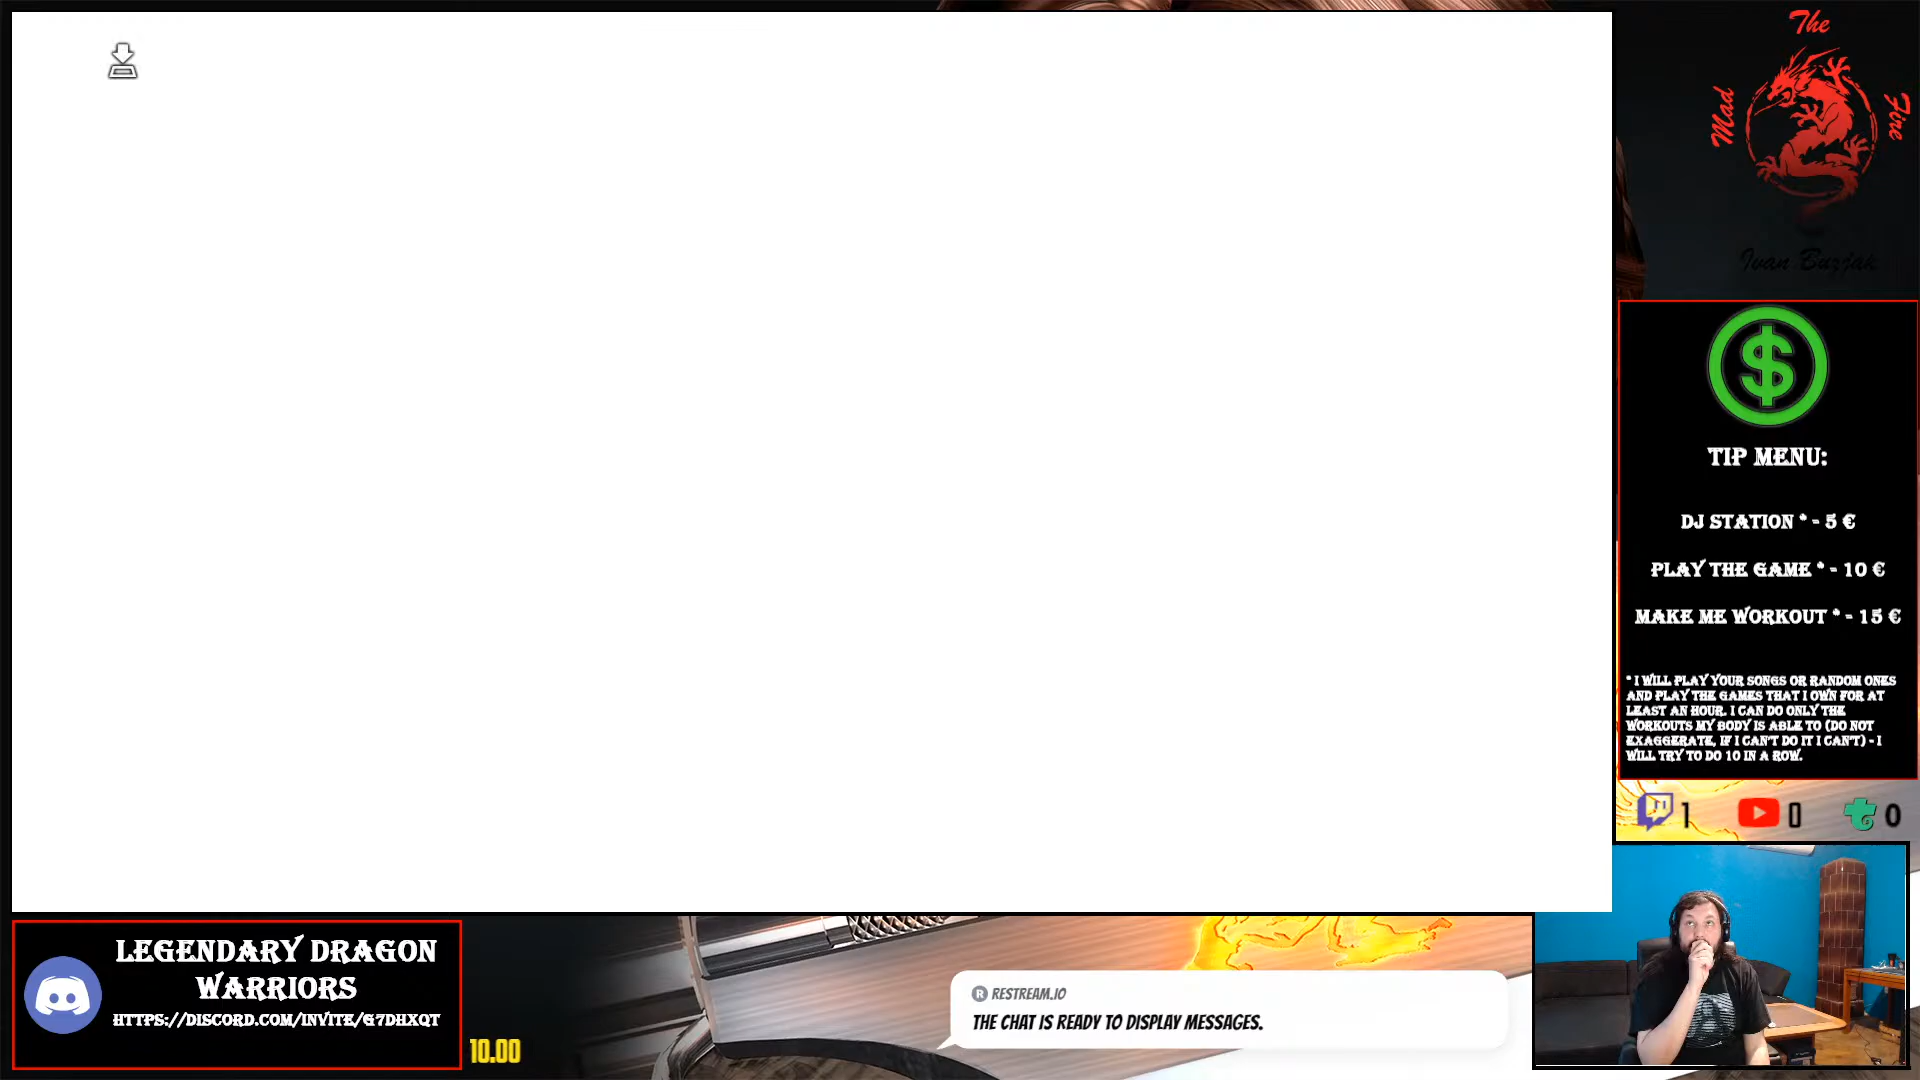 The
Mad
Fire
Ivan Buzjak
TIP MENU:
DJ STATION * - 5 €
PLAY THE GAME * - 10 €
MAKE ME WORKOUT * - 15 €
* I WILL PLAY YOUR SONGS OR RANDOM ONES
AND PLAY THE GAMES THAT I OWN FOR AT
LEAST AN HOUR. I CAN DO ONLY THE
WORKOUTS MY BODY IS ABLE TO (DO NOT
EXAGGERATE, IF I CAN'T DO IT I CAN'T) - I
WILL TRY TO DO 10 IN A ROW.
1
0
0
LEGENDARY DRAGON
WARRIORS
HTTPS://DISCORD.COM/INVITE/G7DHXQT
10.00
RESTREAM.IO
THE CHAT IS READY TO DISPLAY MESSAGES.